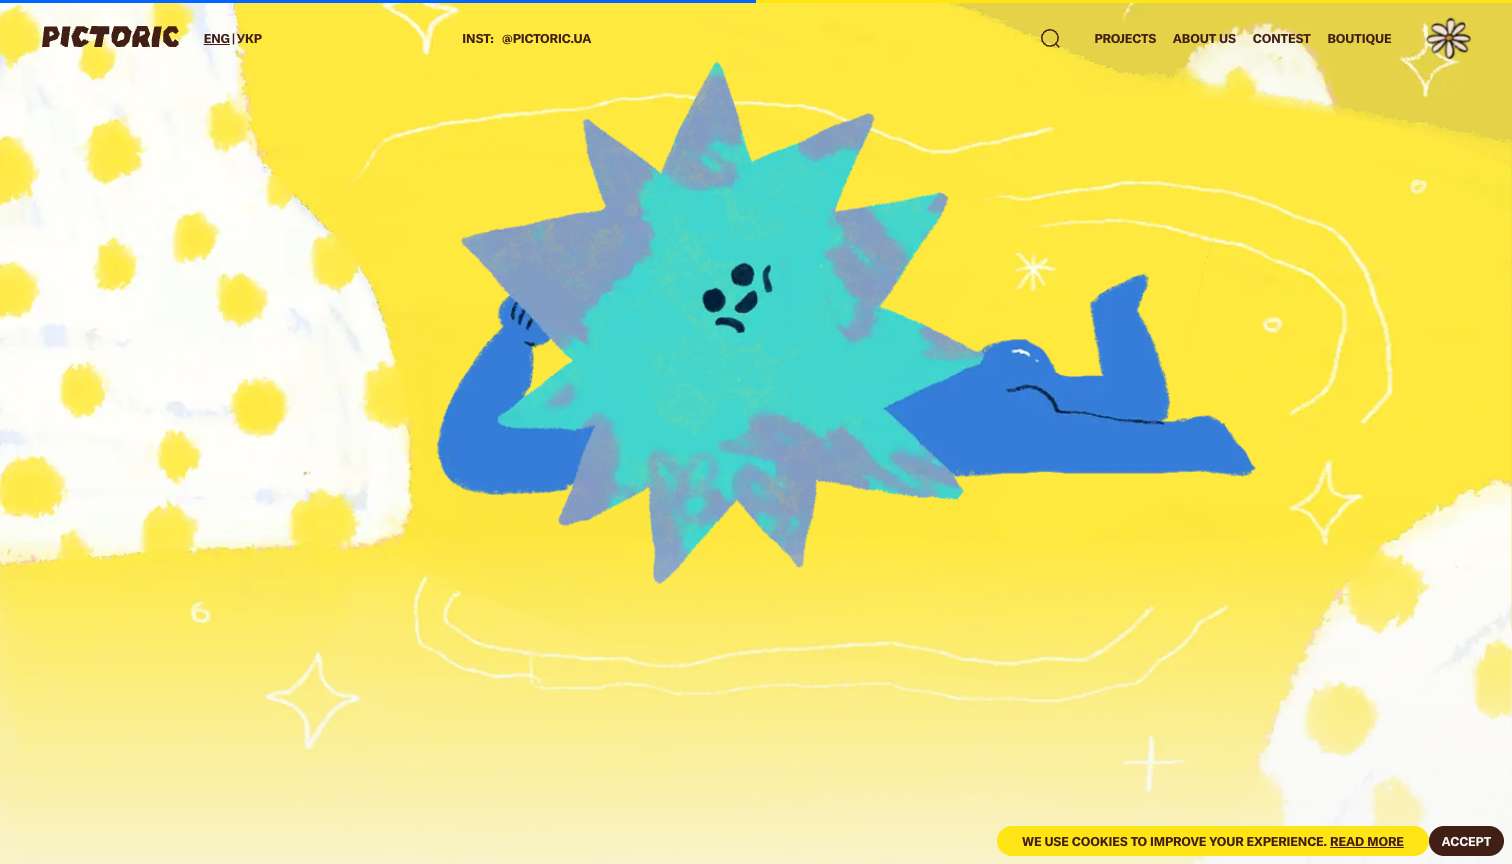 PICTORIC
ENG | УКР
INST: @PICTORIC.UA
PROJECTS
ABOUT US
CONTEST
BOUTIQUE
WE USE COOKIES TO IMPROVE YOUR EXPERIENCE. READ MORE
ACCEPT